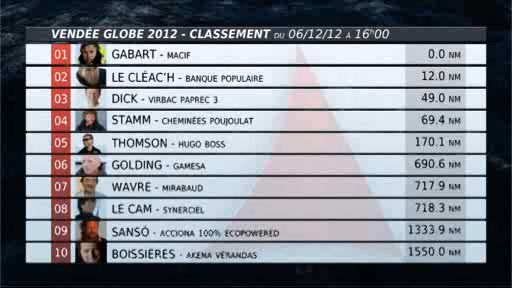 VENDÉE GLOBE 2012 - CLASSEMENT DU 06/12/12 À 16h00
01 GABART - MACIF 0.0 NM
02 LE CLÉAC'H - BANQUE POPULAIRE 12.0 NM
03 DICK - VIRBAC PAPREC 3 49.0 NM
04 STAMM - CHEMINÉES POUJOULAT 69.4 NM
05 THOMSON - HUGO BOSS 170.1 NM
06 GOLDING - GAMESA 690.6 NM
07 WAVRE - MIRABAUD 717.9 NM
08 LE CAM - SYNERCIEL 718.3 NM
09 SANSÓ - ACCIONA 100% ECOPOWERED 1333.9 NM
10 BOISSIÈRES - AKENA VÉRANDAS 1550.0 NM